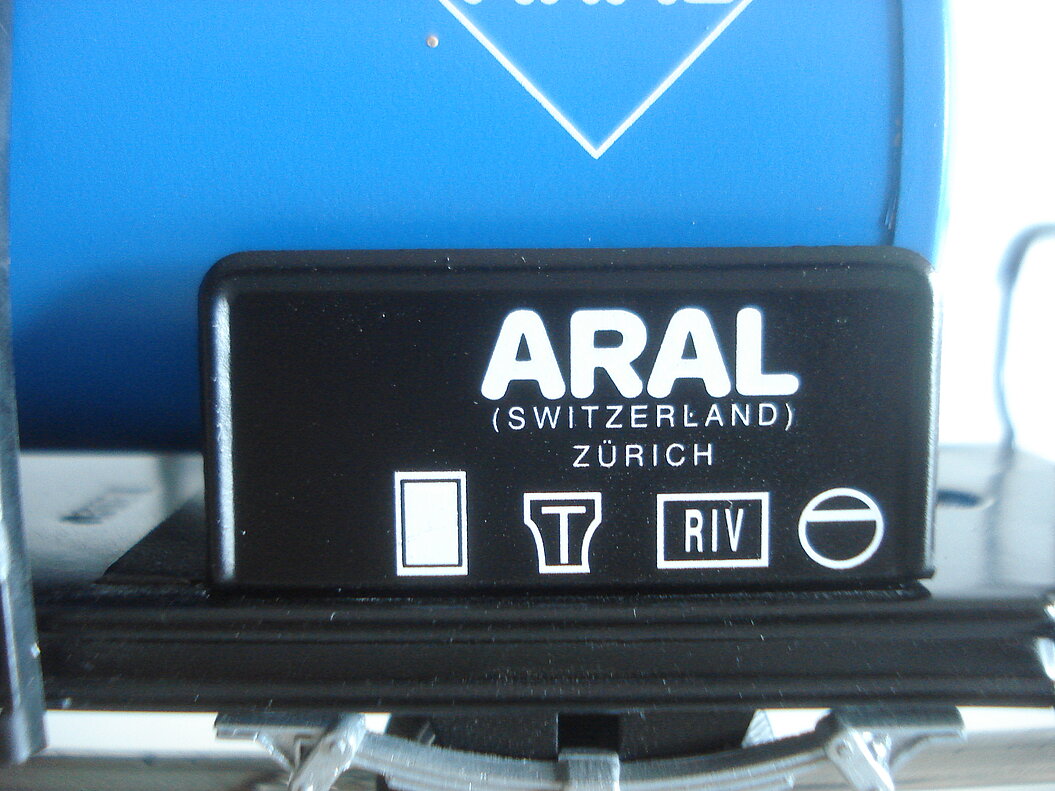 ARAL
(SWITZERLAND)
ZÜRICH
T RIV